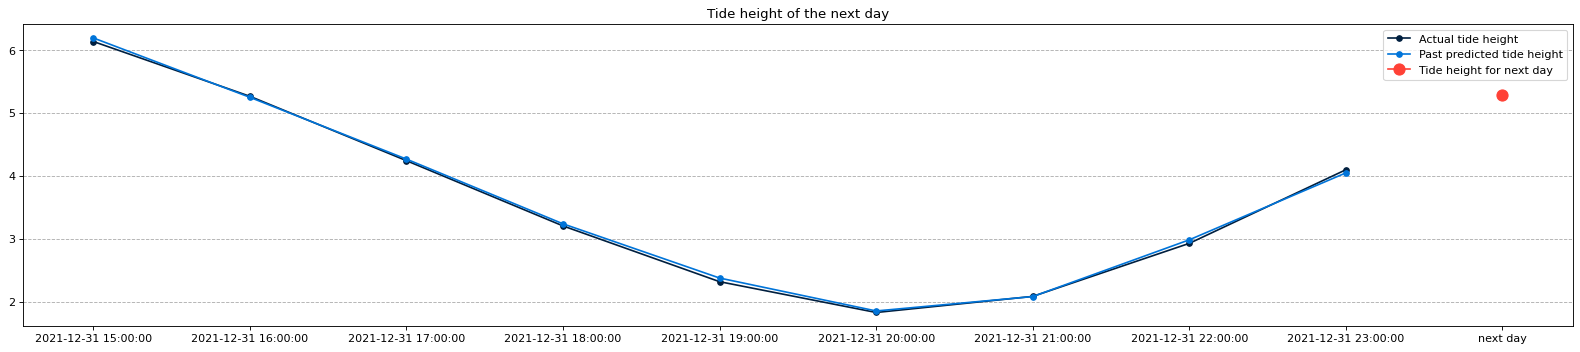 Tide height of the next day
Actual tide height
Past predicted tide height
Tide height for next day
6
5
4
3
2
2021-12-31 15:00:00 2021-12-31 16:00:00 2021-12-31 17:00:00 2021-12-31 18:00:00 2021-12-31 19:00:00 2021-12-31 20:00:00 2021-12-31 21:00:00 2021-12-31 22:00:00 2021-12-31 23:00:00 next day